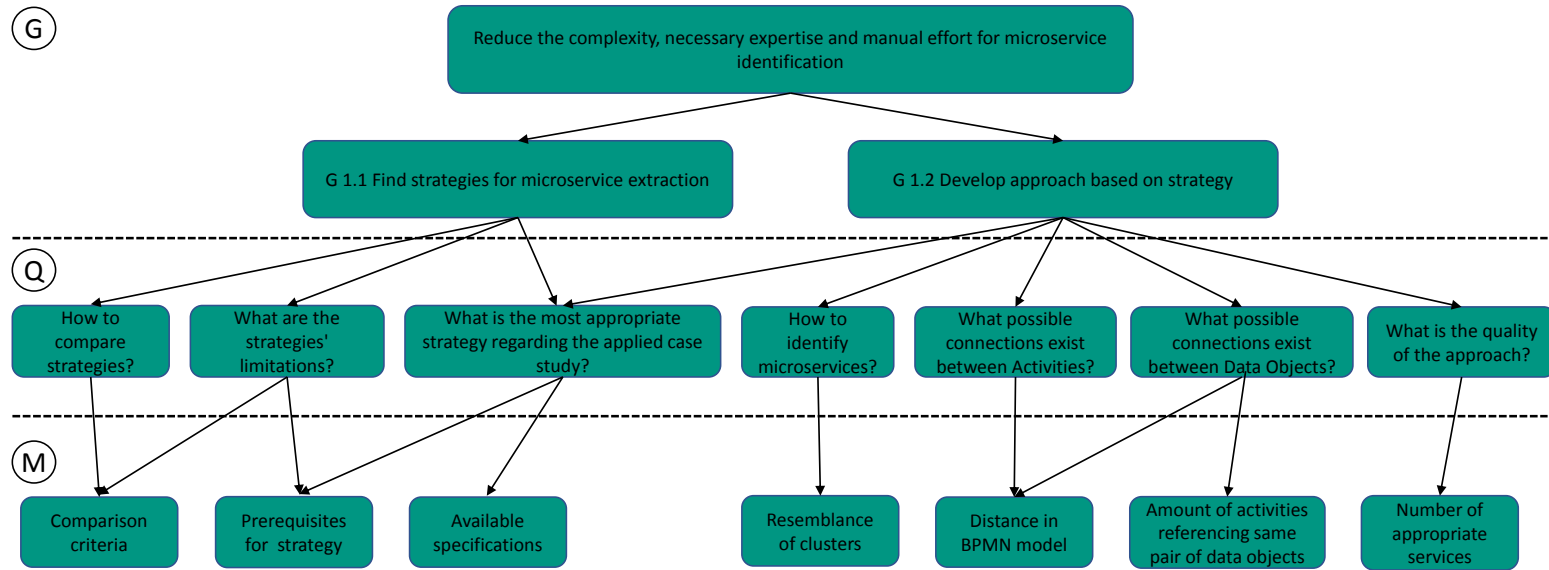 G
Reduce the complexity, necessary expertise and manual effort for microservice
identification
G 1.1 Find strategies for microservice extraction
G 1.2 Develop approach based on strategy
Q
How to
compare
strategies?
What are the
strategies'
limitations?
What is the most appropriate
strategy regarding the applied case
study?
How to
identify
microservices?
What possible
connections exist
between Activities?
What possible
connections exist
between Data Objects?
What is the quality
of the approach?
M
Comparison
criteria
Prerequisites
for strategy
Available
specifications
Resemblance
of clusters
Distance in
BPMN model
Amount of activities
referencing same
pair of data objects
Number of
appropriate
services